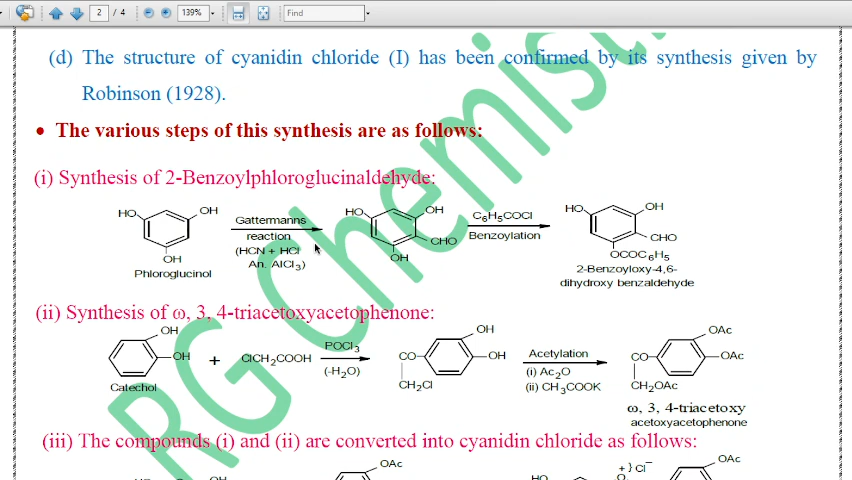 2 / 4 139% Find
(d) The structure of cyanidin chloride (I) has been confirmed by its synthesis given by
Robinson (1928).
• The various steps of this synthesis are as follows:
(i) Synthesis of 2-Benzoylphloroglucinaldehyde:
HO OH OH Phloroglucinol
Gattermanns
reaction
(HCN + HCl
An. AlCl3)
HO OH CHO OH
C6H5COCl
Benzoylation
HO OH CHO OCOC6H5
2-Benzoyloxy-4,6-
dihydroxy benzaldehyde
(ii) Synthesis of ω, 3, 4-triacetoxyacetophenone:
OH OH Catechol
+
ClCH2COOH
POCl3
(-H2O)
OH OH CO CH2Cl
Acetylation
(i) Ac2O
(ii) CH3COOK
OAc OAc CO CH2OAc
ω, 3, 4-triacetoxy
acetoxyacetophenone
(iii) The compounds (i) and (ii) are converted into cyanidin chloride as follows:
OAc + } Cl− OAc
HO O
RG Chemist